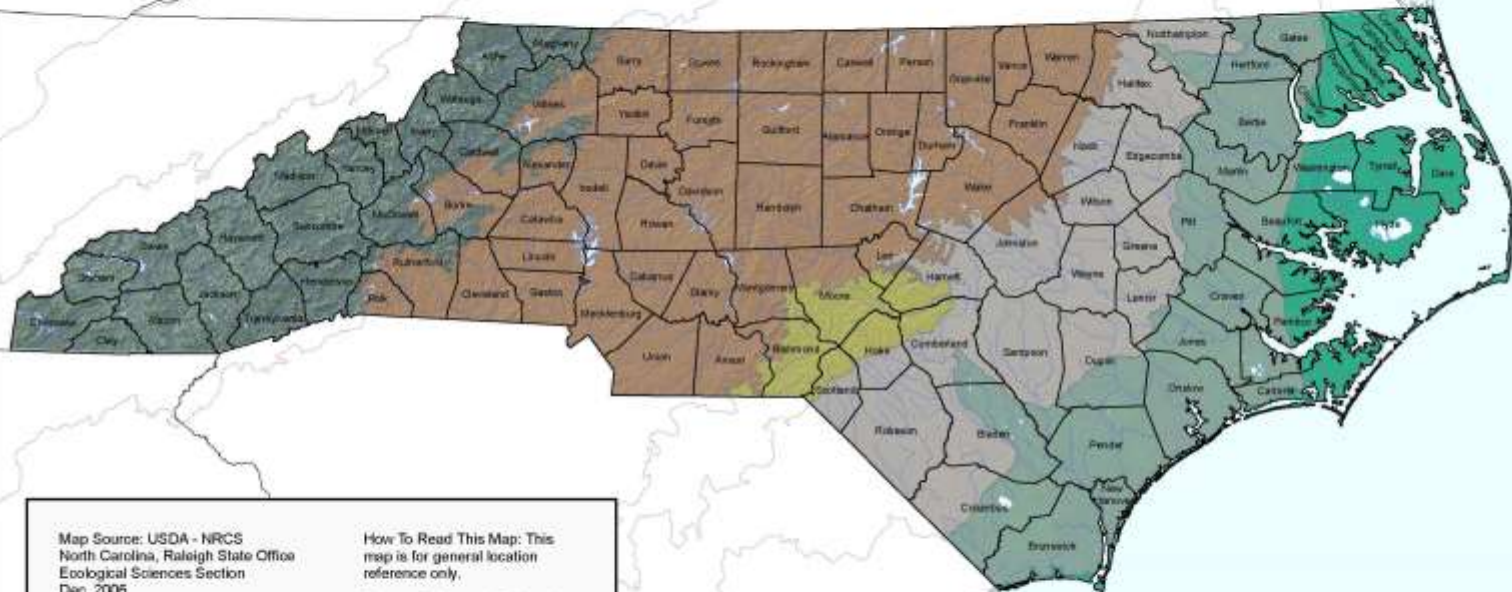 Ashe
Alleghany
Surry
Stokes
Rockingham
Caswell
Person
Granville
Vance
Warren
Northampton
Gates
Hertford
Halifax
Watauga
Wilkes
Yadkin
Forsyth
Guilford
Alamance
Orange
Durham
Franklin
Nash
Edgecombe
Bertie
Mitchell
Avery
Caldwell
Alexander
Iredell
Davie
Davidson
Randolph
Chatham
Wake
Wilson
Martin
Washington
Tyrrell
Dare
Madison
Yancey
McDowell
Burke
Catawba
Rowan
Johnston
Greene
Pitt
Beaufort
Hyde
Swain
Haywood
Buncombe
Rutherford
Lincoln
Cabarrus
Stanly
Montgomery
Moore
Lee
Harnett
Wayne
Lenoir
Craven
Pamlico
Graham
Jackson
Henderson
Polk
Cleveland
Gaston
Mecklenburg
Cherokee
Clay
Macon
Transylvania
Union
Anson
Richmond
Hoke
Scotland
Cumberland
Sampson
Duplin
Jones
Onslow
Carteret
Robeson
Bladen
Pender
Columbus
New
Hanover
Brunswick
Map Source: USDA - NRCS
North Carolina, Raleigh State Office
Ecological Sciences Section
Dec. 2006
How To Read This Map: This
map is for general location
reference only.